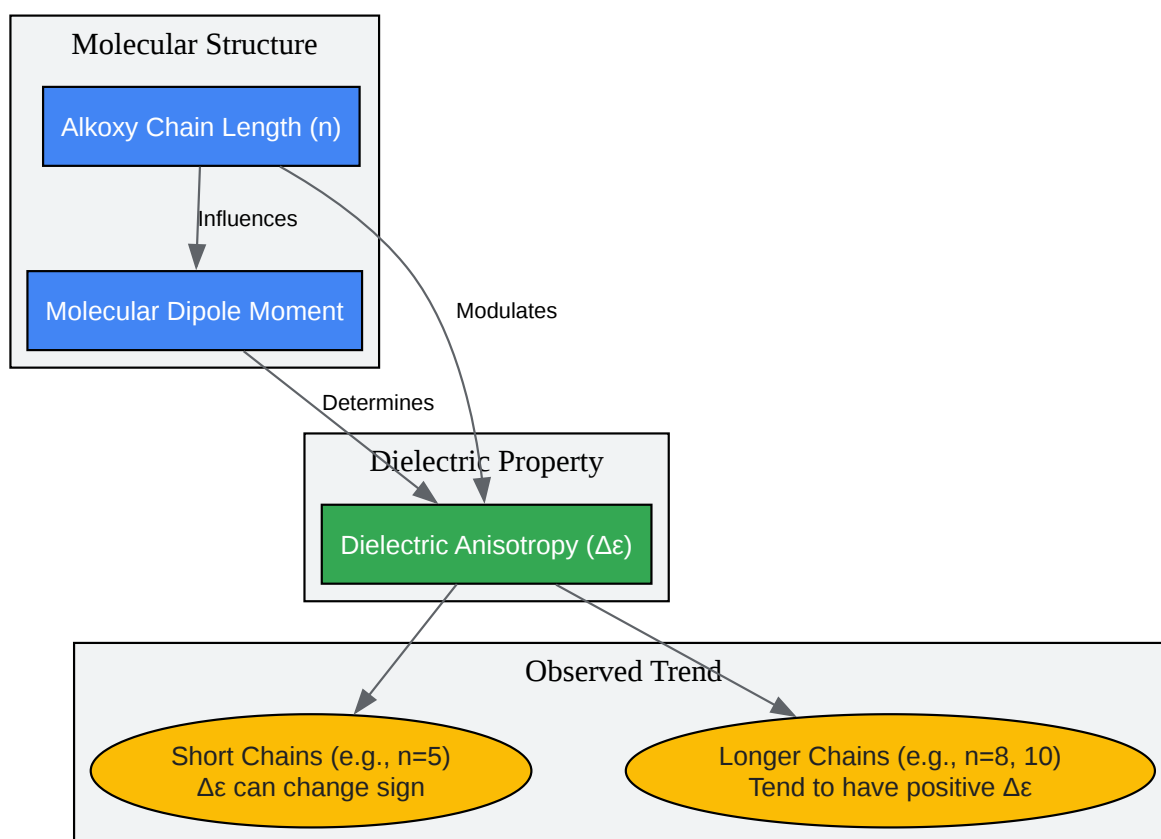 Molecular Structure
Alkoxy Chain Length (n)
Influences
Molecular Dipole Moment
Modulates
Determines
Dielectric Property
Dielectric Anisotropy (Δε)
Observed Trend
Short Chains (e.g., n=5)
Δε can change sign
Longer Chains (e.g., n=8, 10)
Tend to have positive Δε